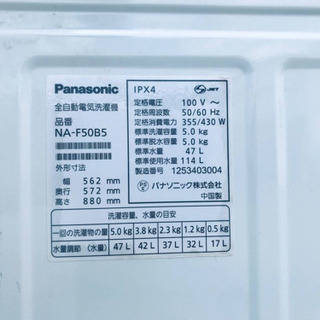 Panasonic
全自動電気洗濯機
品番
NA-F50B5
外形寸法
幅 562 mm
奥行 572 mm
高さ 880 mm
IPX4
JET
定格電圧 100 V ~
定格周波数 50/60 Hz
定格消費電力 355/430 W
標準洗濯容量 5.0 kg
標準脱水容量 5.0 kg
標準水量 47 L
標準使用水量 114 L
製造番号 1253403004
パナソニック株式会社
中国製
洗濯容量、水量の目安
一回の洗濯物の量 5.0 kg 3.8 kg 2.3 kg 1.2 kg 0.5 kg
水量調節(水量) 47 L 42 L 37 L 32 L 17 L